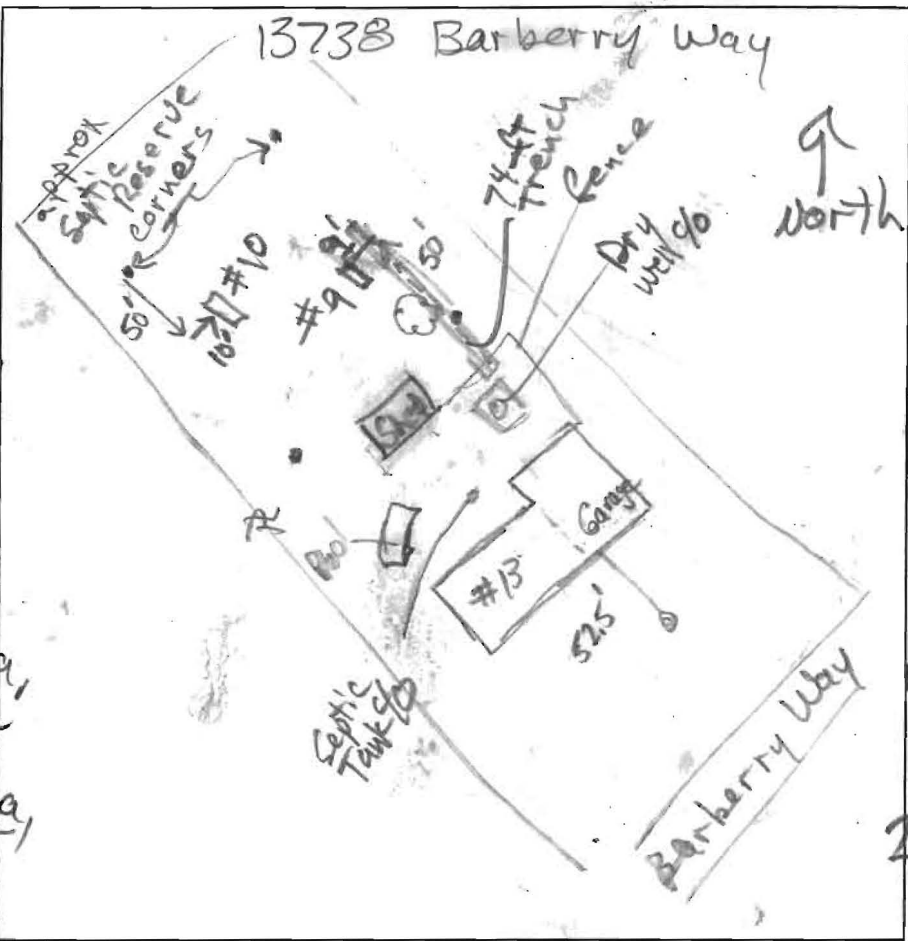 13738 Barberry Way
approx
Septic
Reserve
corners
74 ft
Trench
fence
Dry
well c/o
North
50'
#10
50'
10'
#9
Shed
Garage
#13
52.5'
Septic
Tank c/o
Barberry Way
a,
a,
2